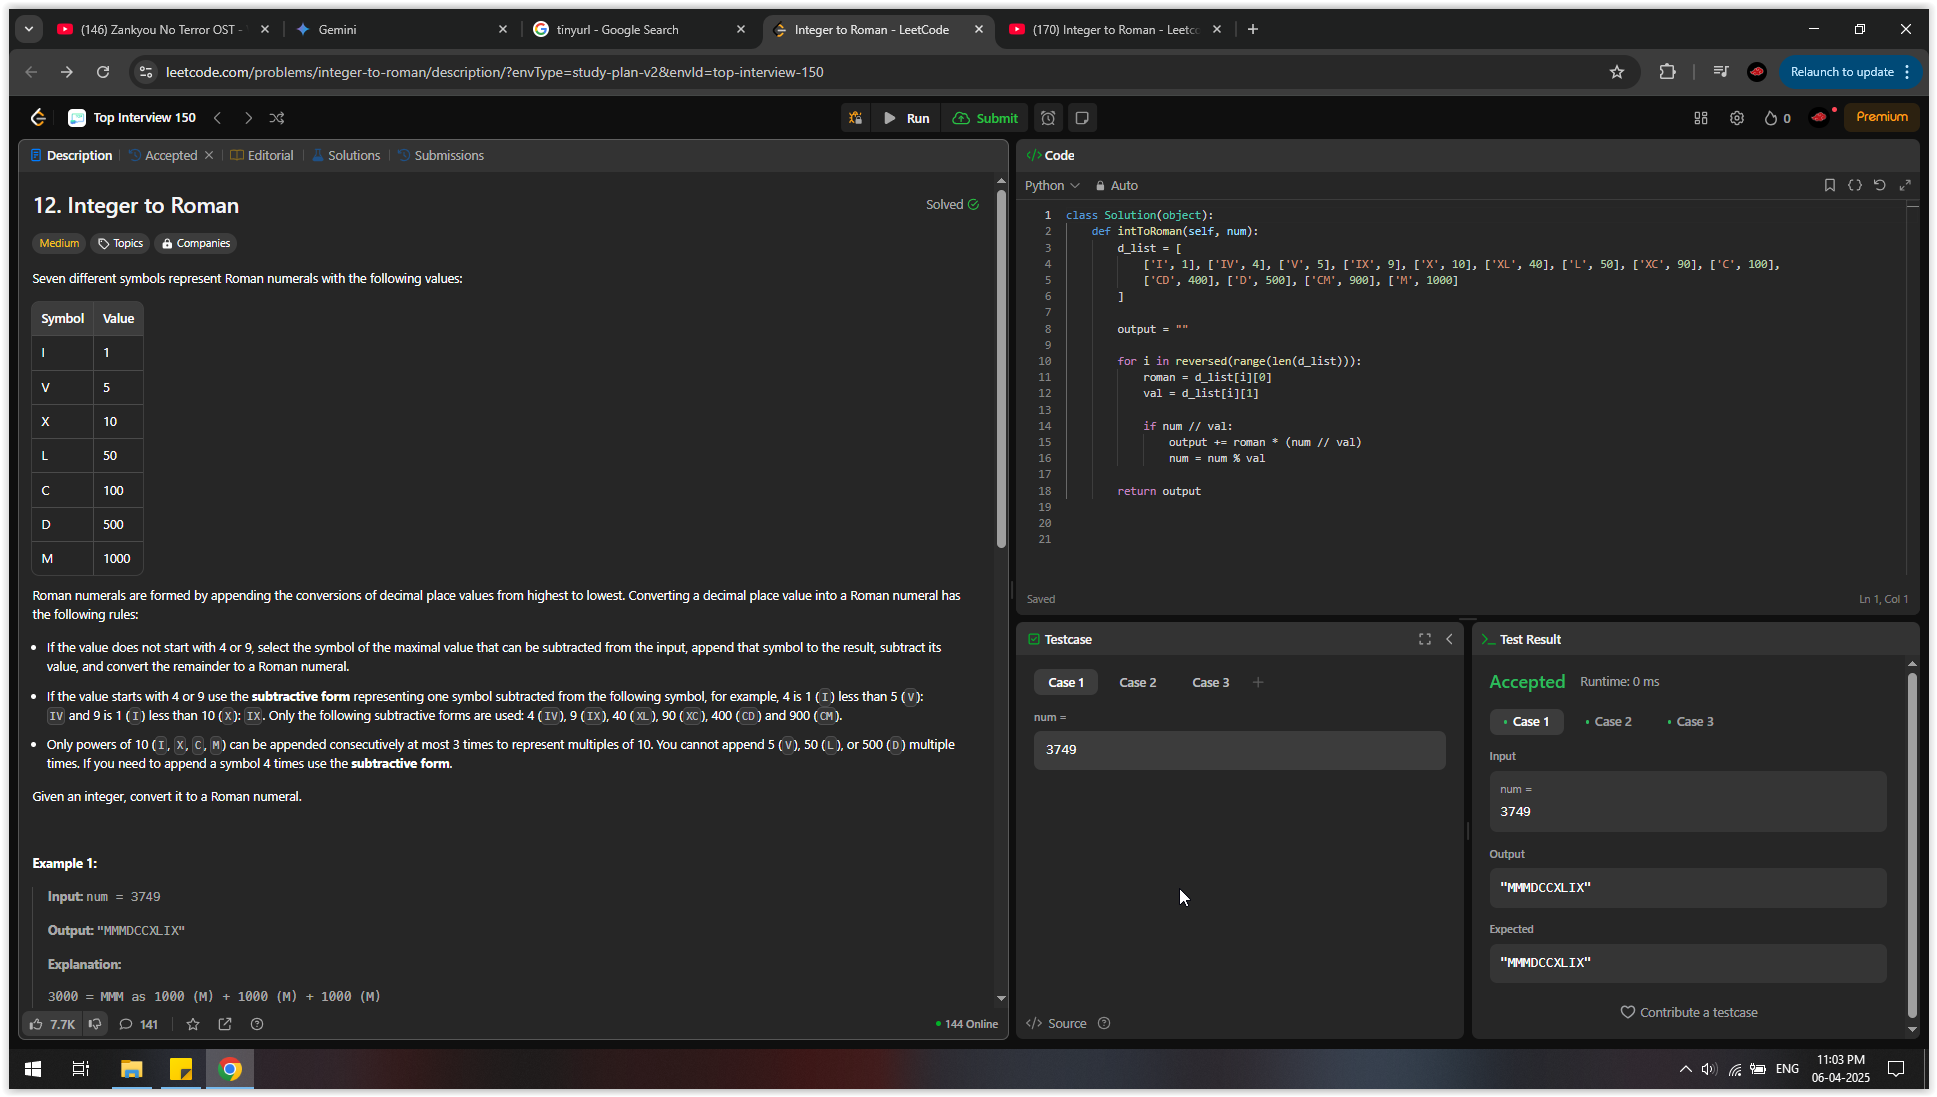 (146) Zankyou No Terror OST -
Gemini
tinyurl - Google Search
Integer to Roman - LeetCode
(170) Integer to Roman - Leetc
leetcode.com/problems/integer-to-roman/description/?envType=study-plan-v2&envId=top-interview-150
Relaunch to update
Top Interview 150
Run
Submit
0
Premium
Description
Accepted
Editorial
Solutions
Submissions
12. Integer to Roman
Solved
Medium
Topics
Companies
Seven different symbols represent Roman numerals with the following values:
Symbol Value
I 1
V 5
X 10
L 50
C 100
D 500
M 1000
Roman numerals are formed by appending the conversions of decimal place values from highest to lowest. Converting a decimal place value into a Roman numeral has
the following rules:
• If the value does not start with 4 or 9, select the symbol of the maximal value that can be subtracted from the input, append that symbol to the result, subtract its
value, and convert the remainder to a Roman numeral.
• If the value starts with 4 or 9 use the subtractive form representing one symbol subtracted from the following symbol, for example, 4 is 1 (I) less than 5 (V):
IV and 9 is 1 (I) less than 10 (X): IX. Only the following subtractive forms are used: 4 (IV), 9 (IX), 40 (XL), 90 (XC), 400 (CD) and 900 (CM).
• Only powers of 10 (I, X, C, M) can be appended consecutively at most 3 times to represent multiples of 10. You cannot append 5 (V), 50 (L), or 500 (D) multiple
times. If you need to append a symbol 4 times use the subtractive form.
Given an integer, convert it to a Roman numeral.
Example 1:
Input: num = 3749
Output: "MMMDCCXLIX"
Explanation:
3000 = MMM as 1000 (M) + 1000 (M) + 1000 (M)
7.7K
141
144 Online
Code
Python
Auto
1 class Solution(object):
2     def intToRoman(self, num):
3         d_list = [
4             ['I', 1], ['IV', 4], ['V', 5], ['IX', 9], ['X', 10], ['XL', 40], ['L', 50], ['XC', 90], ['C', 100],
5             ['CD', 400], ['D', 500], ['CM', 900], ['M', 1000]
6         ]
7
8         output = ""
9
10         for i in reversed(range(len(d_list))):
11             roman = d_list[i][0]
12             val = d_list[i][1]
13
14             if num // val:
15                 output += roman * (num // val)
16                 num = num % val
17
18         return output
19
20
21
Saved
Ln 1, Col 1
Testcase
Case 1
Case 2
Case 3
num =
3749
Source
Test Result
Accepted Runtime: 0 ms
• Case 1
• Case 2
• Case 3
Input
num =
3749
Output
"MMMDCCXLIX"
Expected
"MMMDCCXLIX"
Contribute a testcase
ENG
11:03 PM
06-04-2025